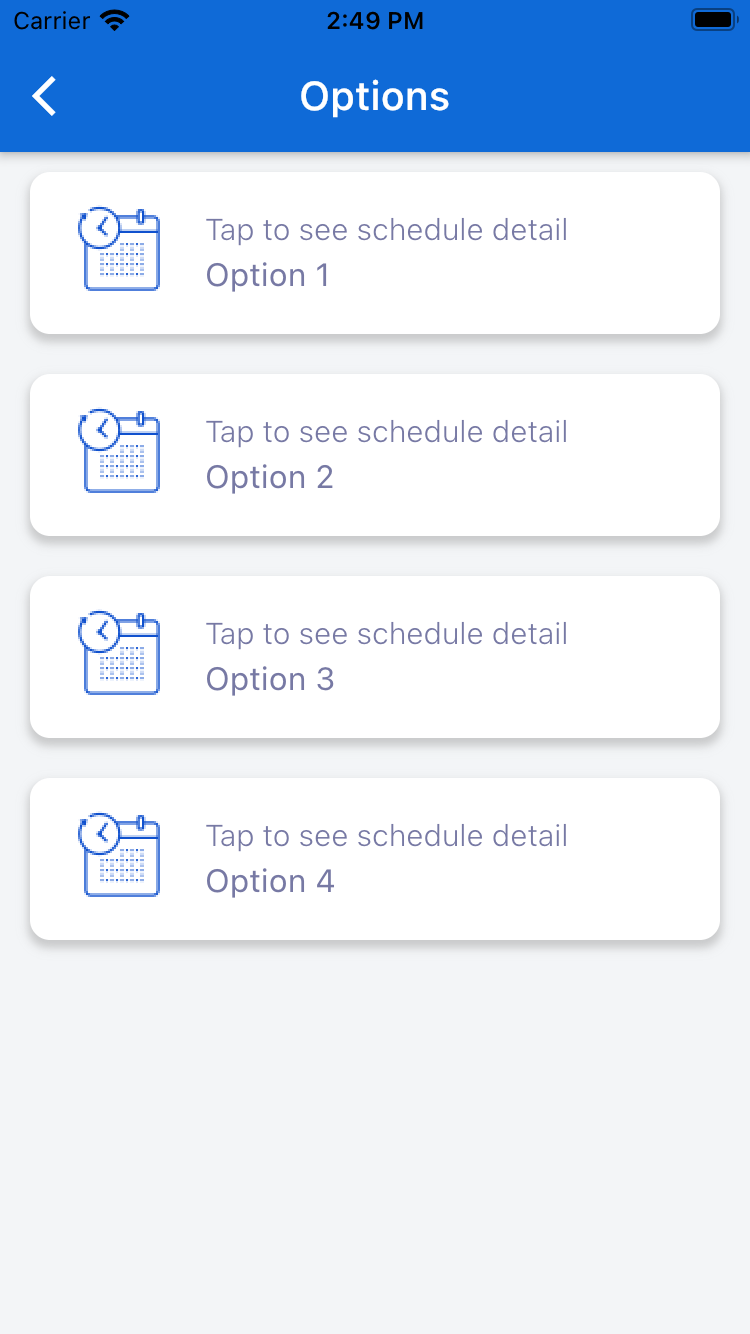 Carrier 2:49 PM
Options
Tap to see schedule detail
Option 1
Tap to see schedule detail
Option 2
Tap to see schedule detail
Option 3
Tap to see schedule detail
Option 4